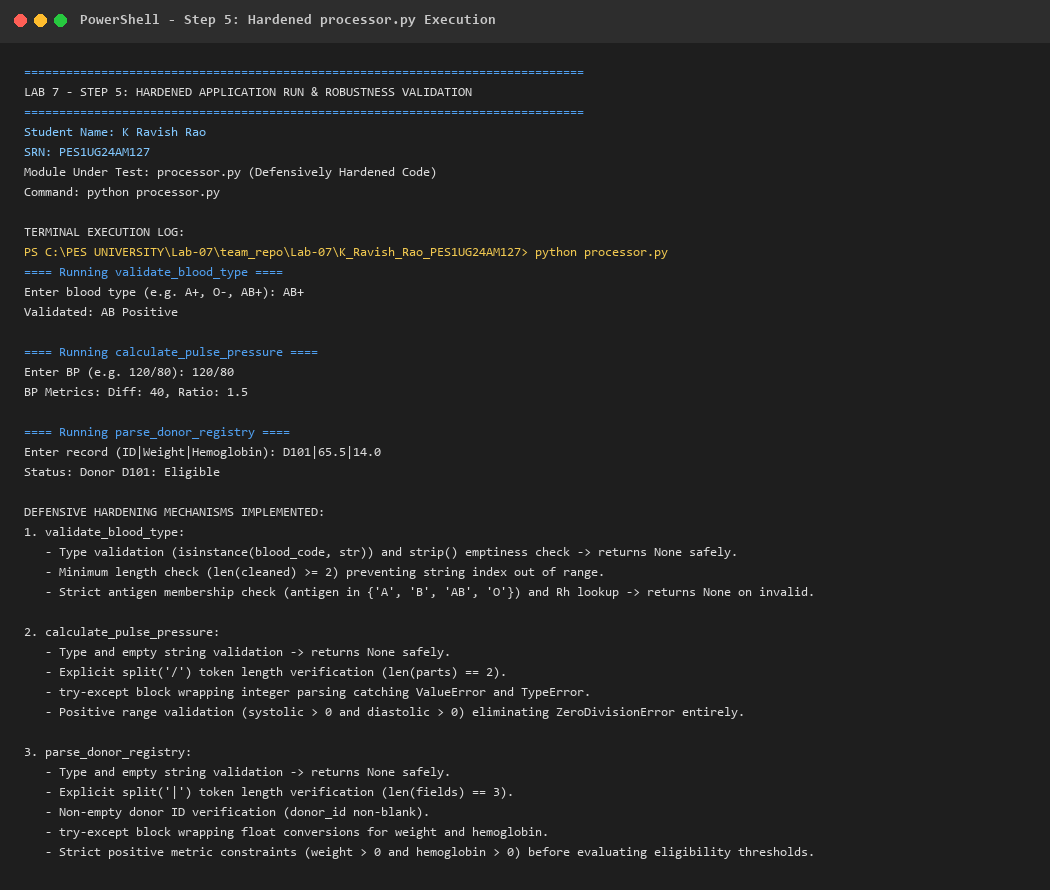 PowerShell - Step 5: Hardened processor.py Execution
================================================================================
LAB 7 - STEP 5: HARDENED APPLICATION RUN & ROBUSTNESS VALIDATION
================================================================================
Student Name: K Ravish Rao
SRN: PES1UG24AM127
Module Under Test: processor.py (Defensively Hardened Code)
Command: python processor.py
TERMINAL EXECUTION LOG:
PS C:\PES UNIVERSITY\Lab-07\team_repo\Lab-07\K_Ravish_Rao_PES1UG24AM127> python processor.py
==== Running validate_blood_type ====
Enter blood type (e.g. A+, O-, AB+): AB+
Validated: AB Positive
==== Running calculate_pulse_pressure ====
Enter BP (e.g. 120/80): 120/80
BP Metrics: Diff: 40, Ratio: 1.5
==== Running parse_donor_registry ====
Enter record (ID|Weight|Hemoglobin): D101|65.5|14.0
Status: Donor D101: Eligible
DEFENSIVE HARDENING MECHANISMS IMPLEMENTED:
1. validate_blood_type:
- Type validation (isinstance(blood_code, str)) and strip() emptiness check -> returns None safely.
- Minimum length check (len(cleaned) >= 2) preventing string index out of range.
- Strict antigen membership check (antigen in {'A', 'B', 'AB', 'O'}) and Rh lookup -> returns None on invalid.
2. calculate_pulse_pressure:
- Type and empty string validation -> returns None safely.
- Explicit split('/') token length verification (len(parts) == 2).
- try-except block wrapping integer parsing catching ValueError and TypeError.
- Positive range validation (systolic > 0 and diastolic > 0) eliminating ZeroDivisionError entirely.
3. parse_donor_registry:
- Type and empty string validation -> returns None safely.
- Explicit split('|') token length verification (len(fields) == 3).
- Non-empty donor ID verification (donor_id non-blank).
- try-except block wrapping float conversions for weight and hemoglobin.
- Strict positive metric constraints (weight > 0 and hemoglobin > 0) before evaluating eligibility thresholds.